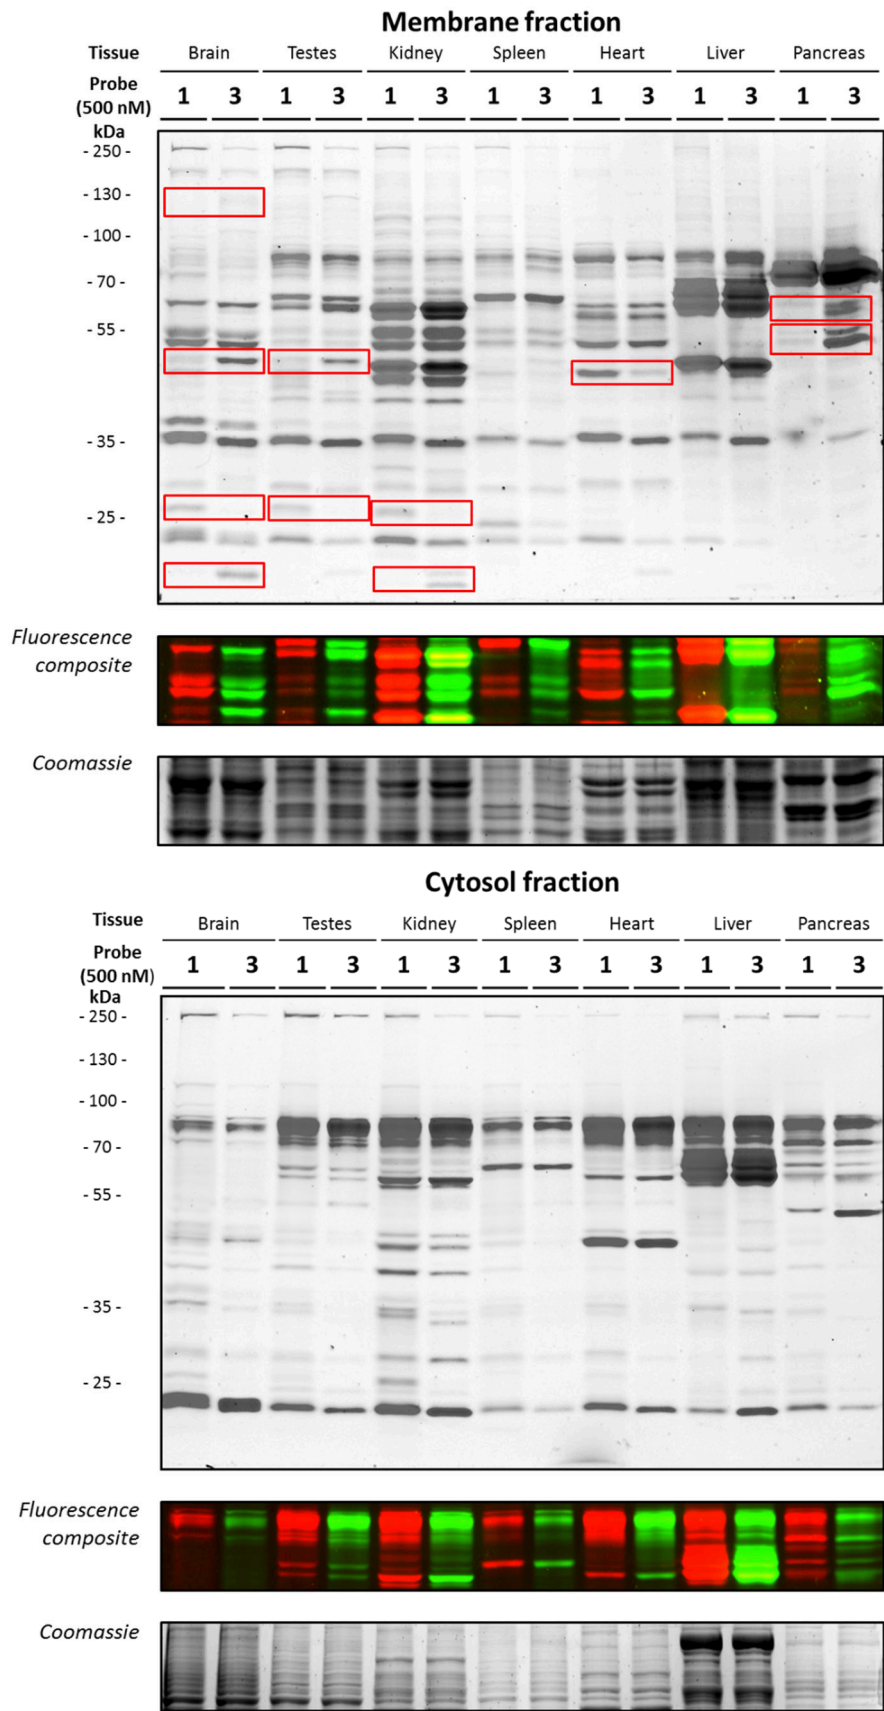 Membrane fraction
Tissue Brain Testes Kidney Spleen Heart Liver Pancreas
Probe
(500 nM) 1 3 1 3 1 3 1 3 1 3 1 3 1 3
kDa
- 250 -
- 130 -
- 100 -
- 70 -
- 55 -
- 35 -
- 25 -
Fluorescence
composite
Coomassie
Cytosol fraction
Tissue Brain Testes Kidney Spleen Heart Liver Pancreas
Probe
(500 nM) 1 3 1 3 1 3 1 3 1 3 1 3 1 3
kDa
- 250 -
- 130 -
- 100 -
- 70 -
- 55 -
- 35 -
- 25 -
Fluorescence
composite
Coomassie